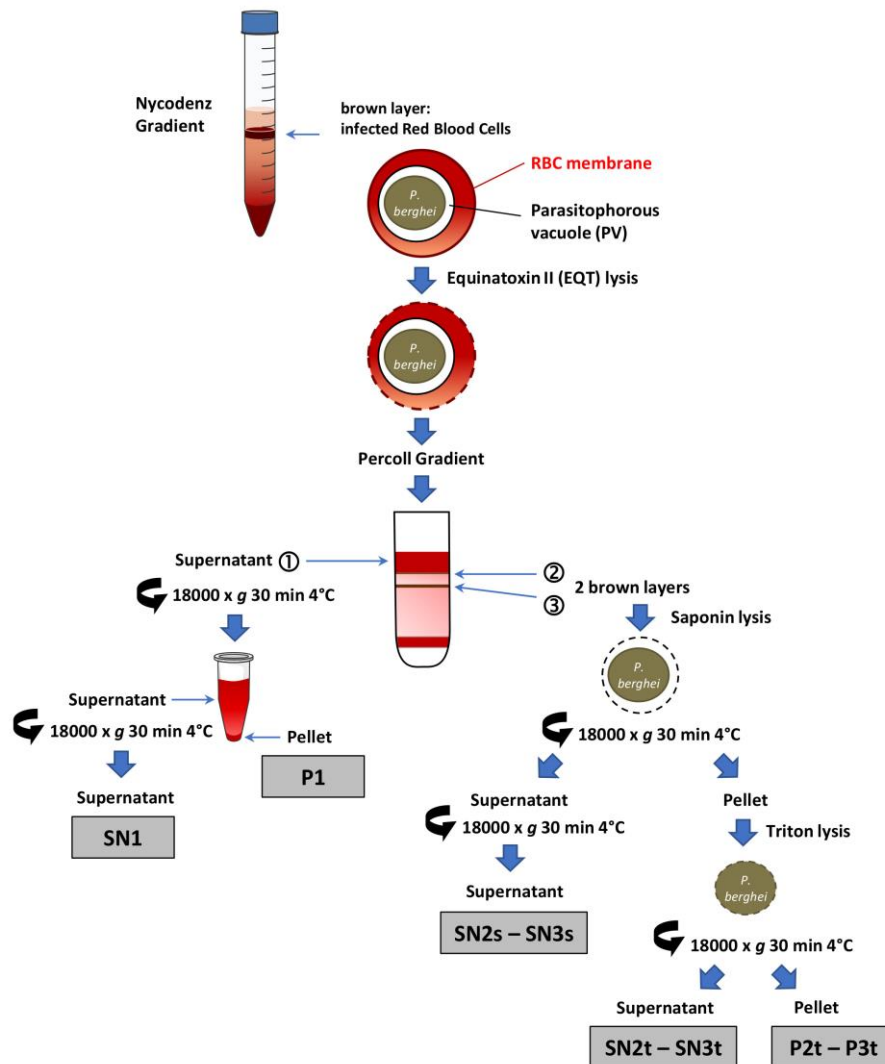 Nycodenz
Gradient
brown layer:
infected Red Blood Cells
RBC membrane
P.
berghei
Parasitophorous
vacuole (PV)
Equinatoxin II (EQT) lysis
P.
berghei
Percoll Gradient
Supernatant ①
18000 x g 30 min 4°C
②
③
2 brown layers
Saponin lysis
P.
berghei
Supernatant
18000 x g 30 min 4°C
Pellet
P1
Supernatant
SN1
18000 x g 30 min 4°C
Supernatant
18000 x g 30 min 4°C
Supernatant
SN2s – SN3s
Pellet
Triton lysis
P.
berghei
18000 x g 30 min 4°C
Supernatant
SN2t – SN3t
Pellet
P2t – P3t